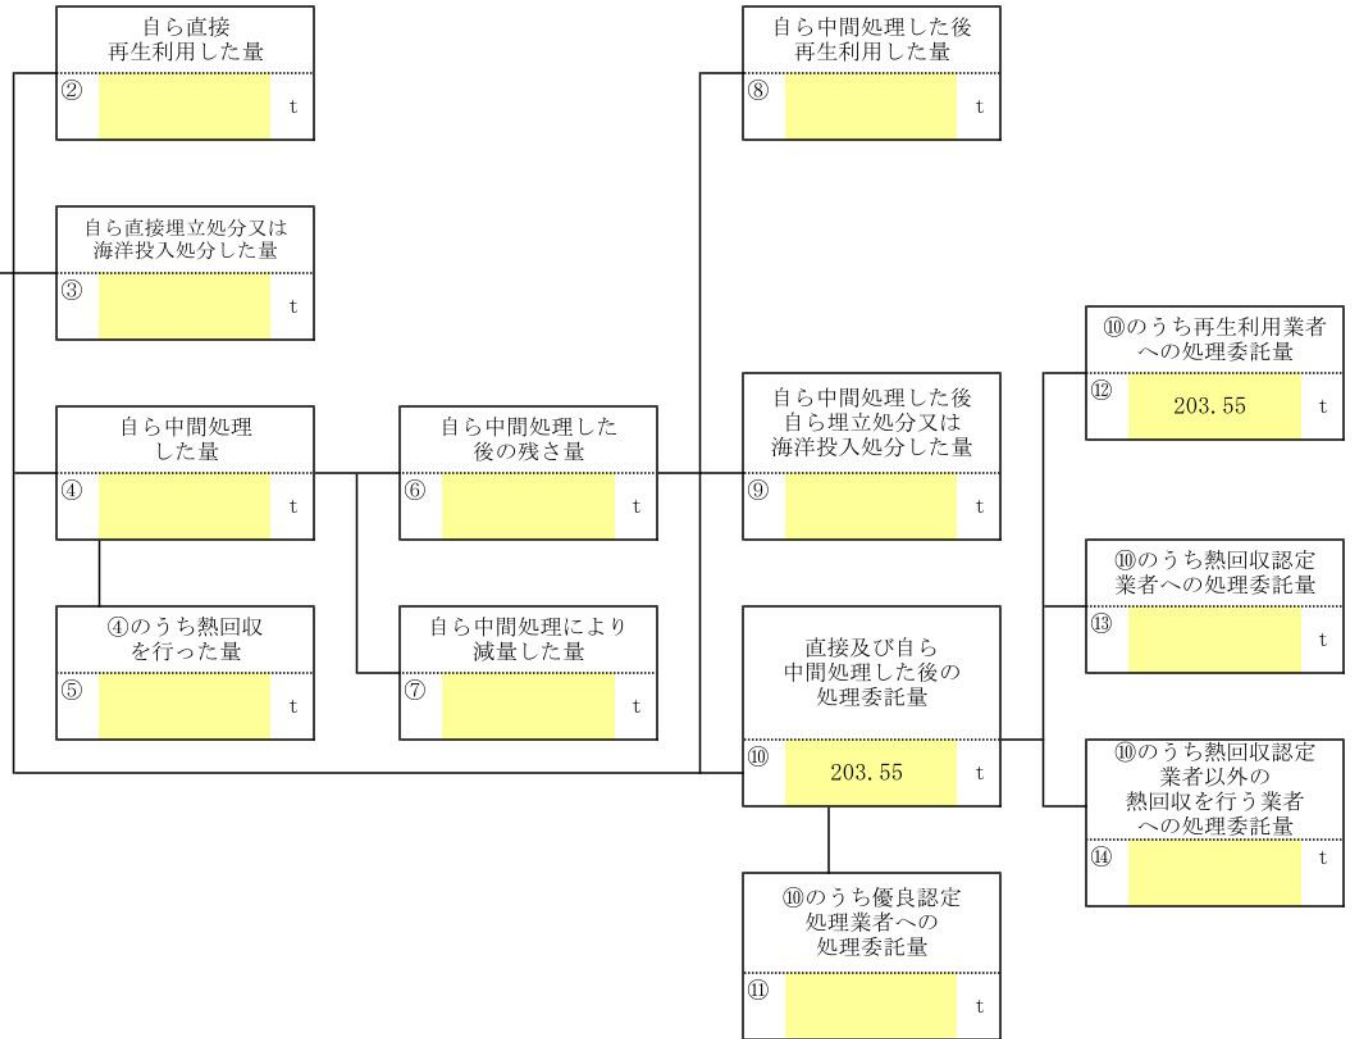 自ら直接
再生利用した量
②
t
自ら中間処理した後
再生利用した量
⑧
t
自ら直接埋立処分又は
海洋投入処分した量
③
t
⑩のうち再生利用業者
への処理委託量
⑫
203.55
t
自ら中間処理
した量
④
t
自ら中間処理した
後の残さ量
⑥
t
自ら中間処理した後
自ら埋立処分又は
海洋投入処分した量
⑨
t
⑩のうち熱回収認定
業者への処理委託量
⑬
t
④のうち熱回収
を行った量
⑤
t
自ら中間処理により
減量した量
⑦
t
直接及び自ら
中間処理した後の
処理委託量
⑩
203.55
t
⑩のうち熱回収認定
業者以外の
熱回収を行う業者
への処理委託量
⑭
t
⑩のうち優良認定
処理業者への
処理委託量
⑪
t